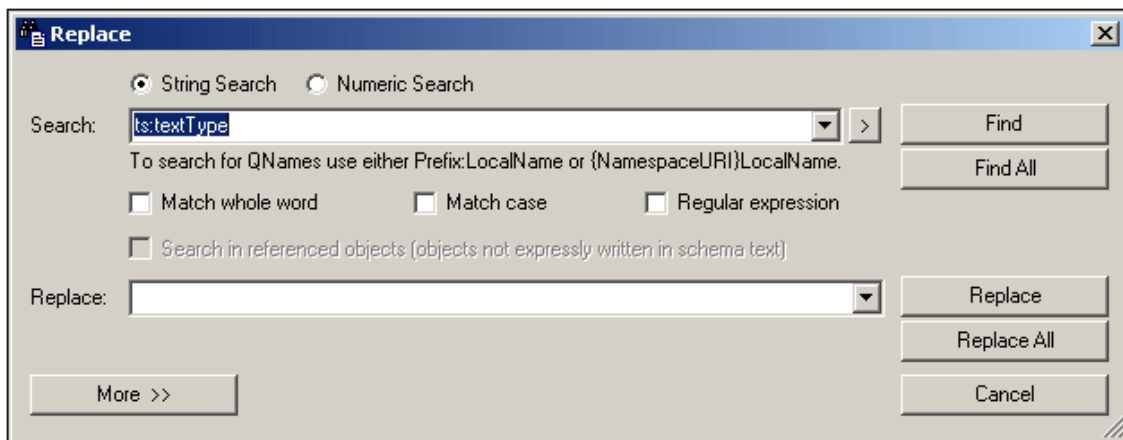 Replace
String Search Numeric Search
Search: ts:textType > Find
To search for QNames use either Prefix:LocalName or {NamespaceURI}LocalName. Find All
Match whole word Match case Regular expression
Search in referenced objects (objects not expressly written in schema text)
Replace: Replace
Replace All
More >> Cancel